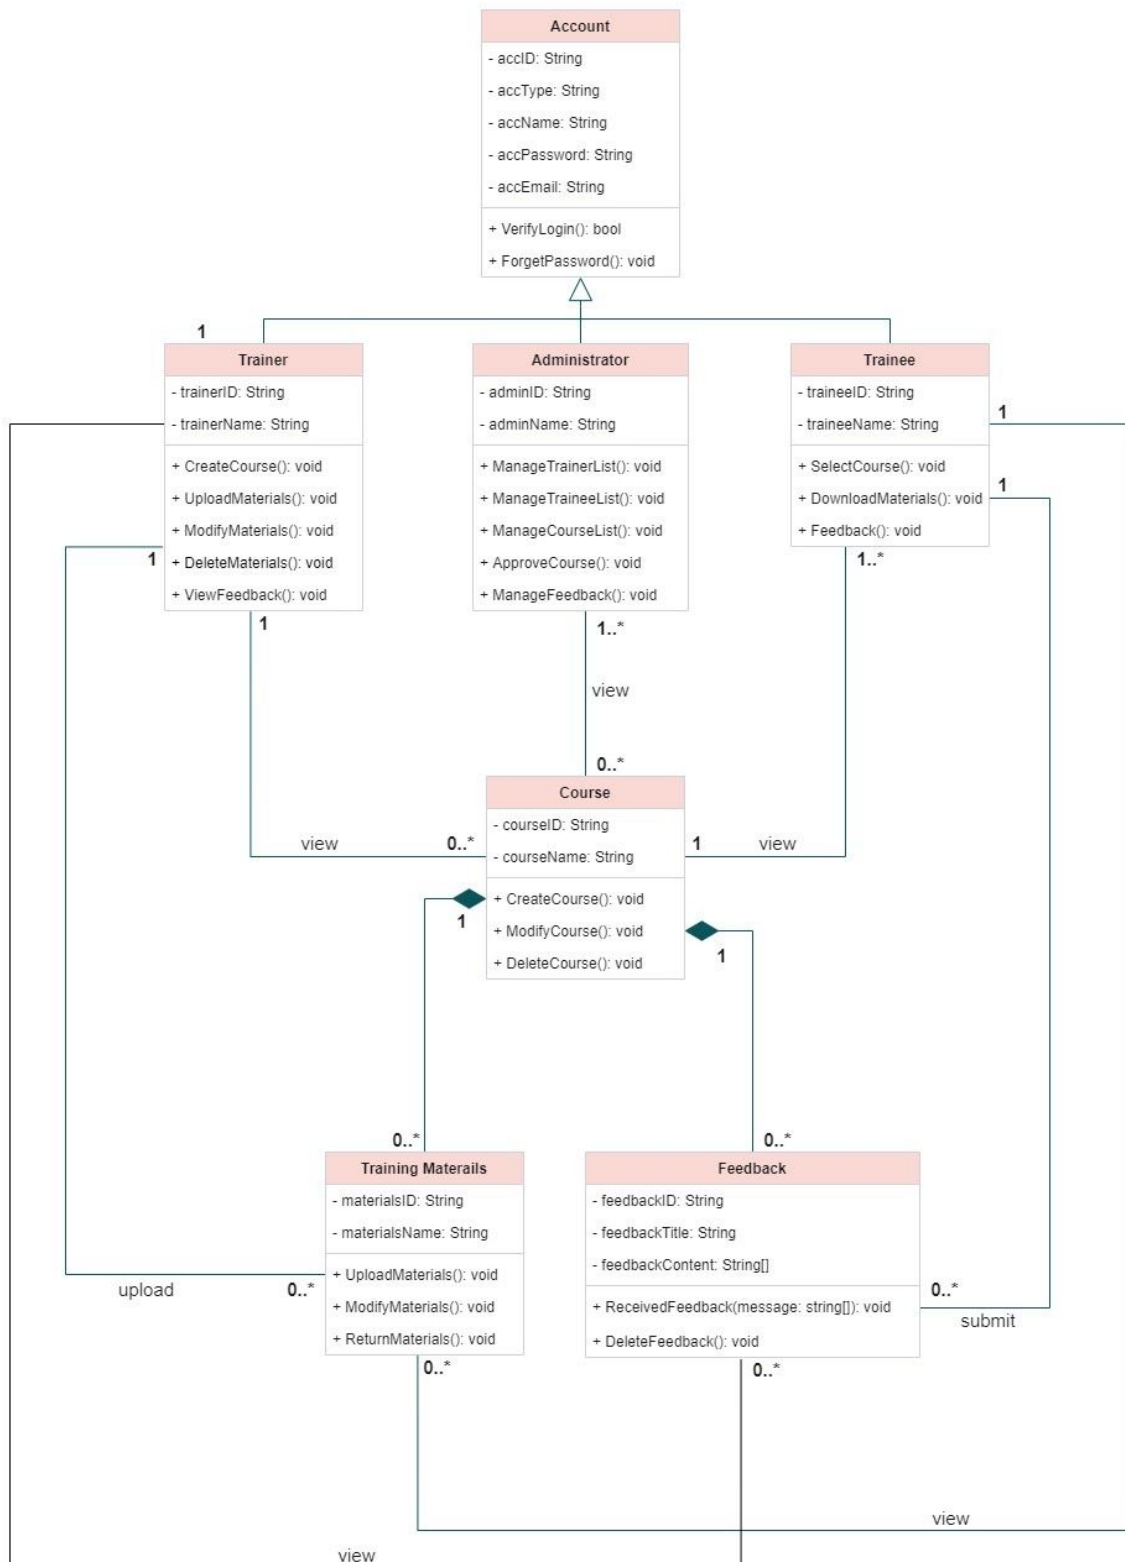 Account
- accID: String
- accType: String
- accName: String
- accPassword: String
- accEmail: String
+ VerifyLogin(): bool
+ ForgetPassword(): void
1
Trainer
- trainerID: String
- trainerName: String
+ CreateCourse(): void
+ UploadMaterials(): void
+ ModifyMaterials(): void
+ DeleteMaterials(): void
+ ViewFeedback(): void
1
1
Administrator
- adminID: String
- adminName: String
+ ManageTrainerList(): void
+ ManageTraineeList(): void
+ ManageCourseList(): void
+ ApproveCourse(): void
+ ManageFeedback(): void
1..*
view
0..*
Trainee
- traineeID: String
- traineeName: String
+ SelectCourse(): void
+ DownloadMaterials(): void
+ Feedback(): void
1
1
1..*
view
0..*
Course
- courseID: String
- courseName: String
+ CreateCourse(): void
+ ModifyCourse(): void
+ DeleteCourse(): void
1
view
1
1
0..*
0..*
Training Materails
- materialsID: String
- materialsName: String
+ UploadMaterials(): void
+ ModifyMaterials(): void
+ ReturnMaterials(): void
upload
0..*
0..*
Feedback
- feedbackID: String
- feedbackTitle: String
- feedbackContent: String[]
+ ReceivedFeedback(message: string[]): void
+ DeleteFeedback(): void
0..*
submit
0..*
view
view